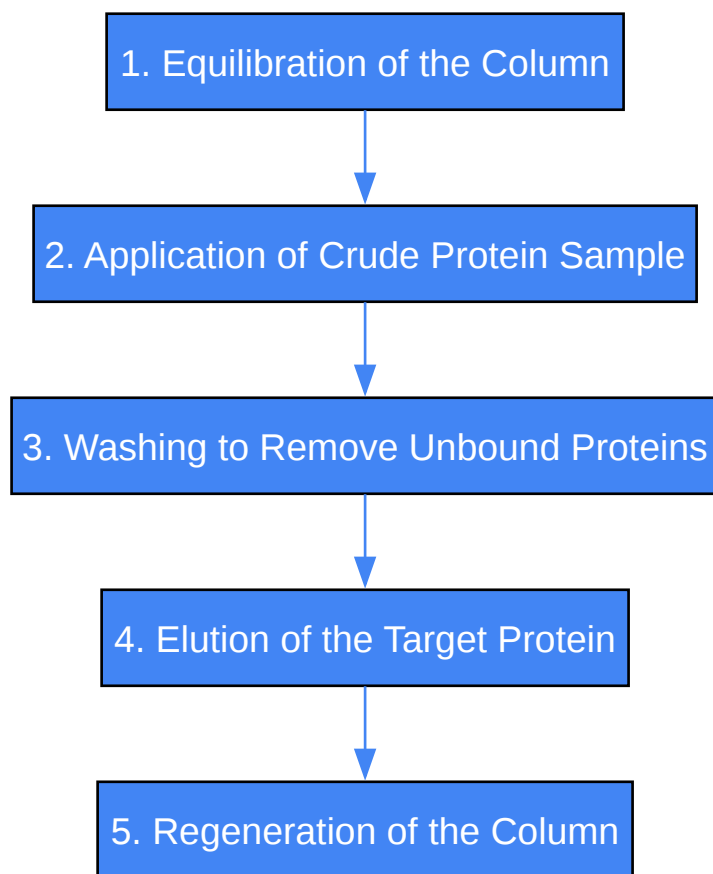 1. Equilibration of the Column
2. Application of Crude Protein Sample
3. Washing to Remove Unbound Proteins
4. Elution of the Target Protein
5. Regeneration of the Column